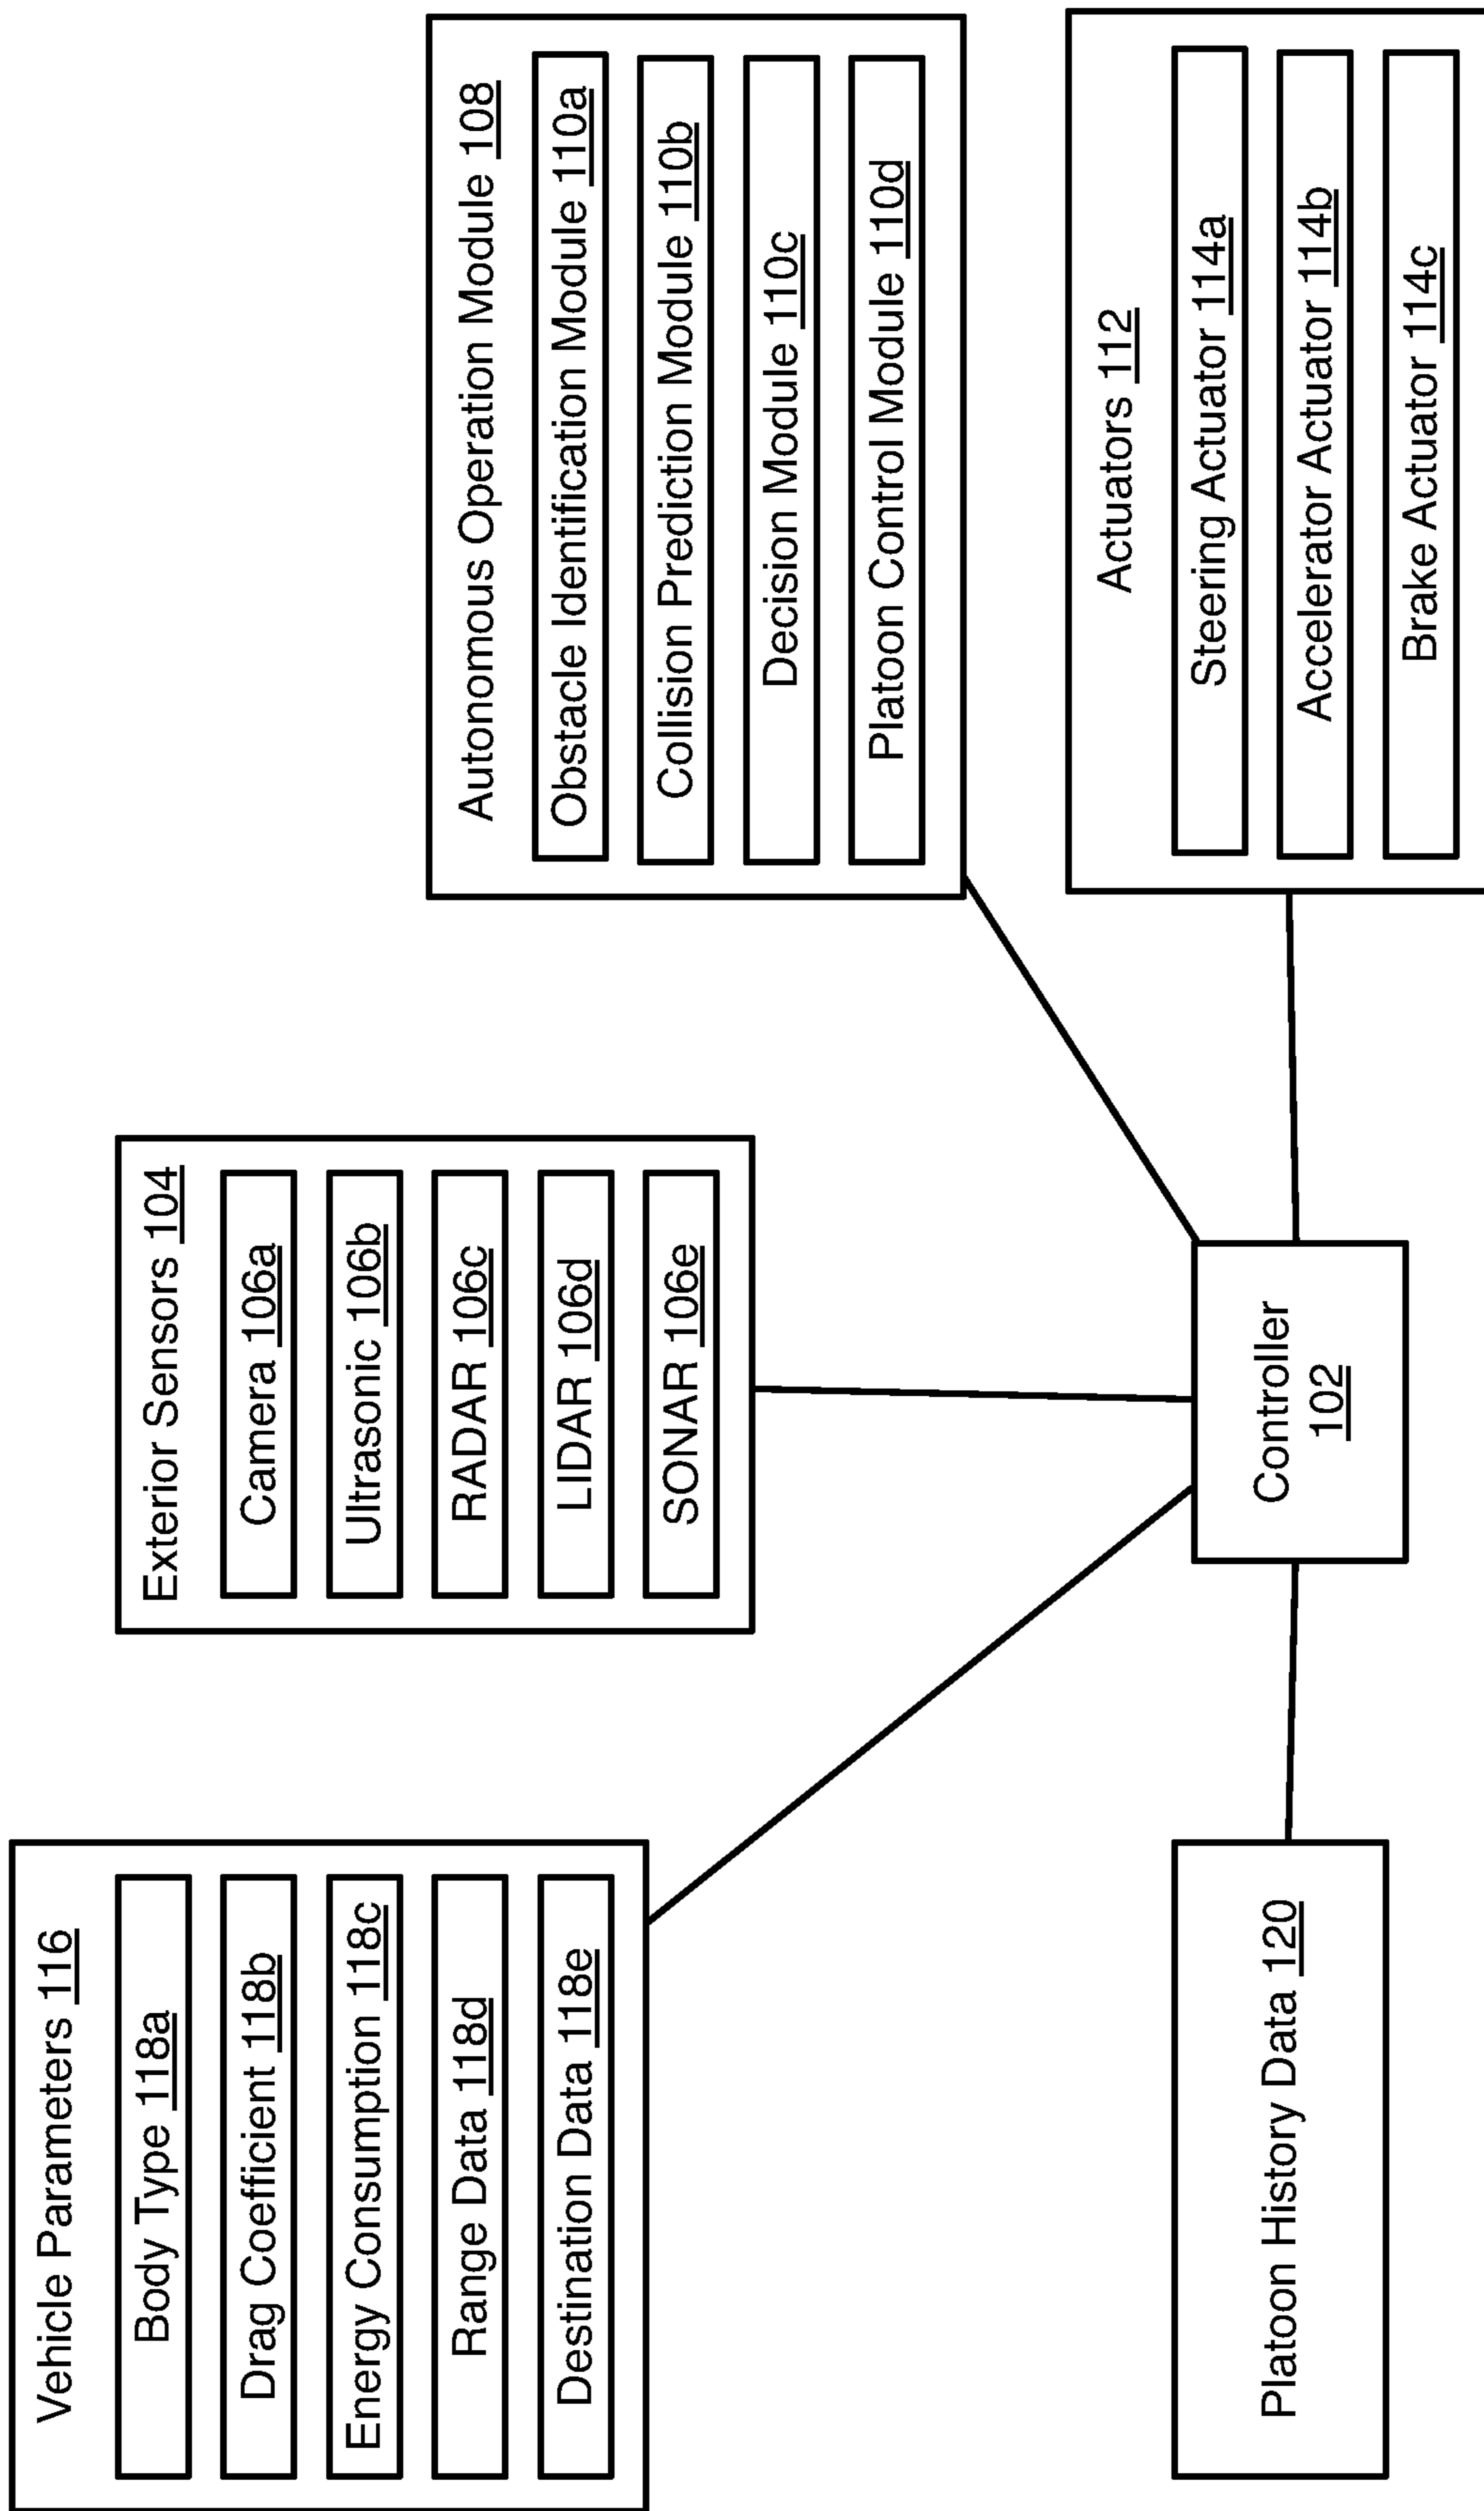 Vehicle Parameters 116
Body Type 118a
Drag Coefficient 118b
Energy Consumption 118c
Range Data 118d
Destination Data 118e
Exterior Sensors 104
Camera 106a
Ultrasonic 106b
RADAR 106c
LIDAR 106d
SONAR 106e
Autonomous Operation Module 108
Obstacle Identification Module 110a
Collision Prediction Module 110b
Decision Module 110c
Platoon Control Module 110d
Platoon History Data 120
Controller
102
Actuators 112
Steering Actuator 114a
Accelerator Actuator 114b
Brake Actuator 114c